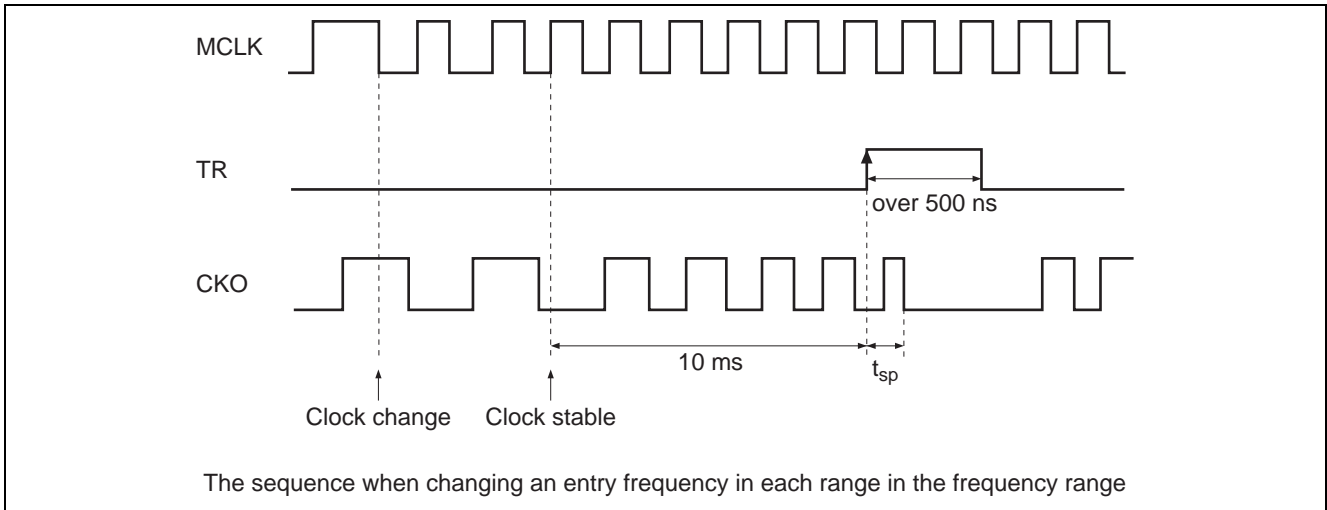 MCLK
TR
over 500 ns
CKO
10 ms
tsp
Clock change
Clock stable
The sequence when changing an entry frequency in each range in the frequency range